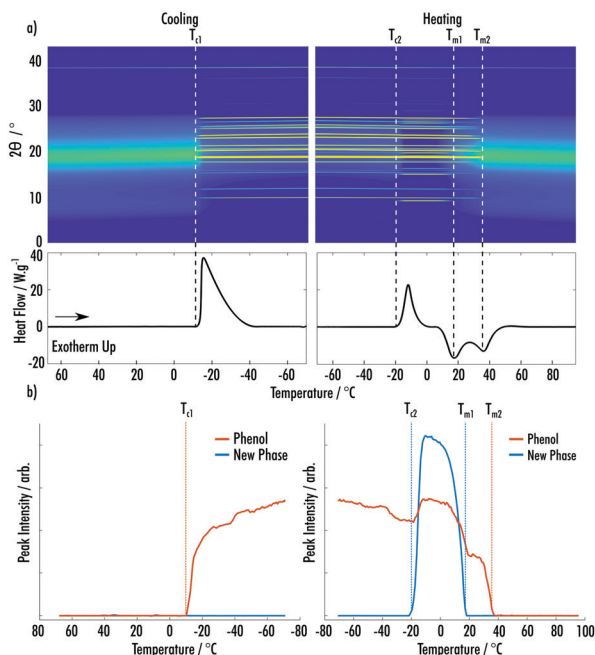 Cooling
Heating
a)
Tc1
Tc2
Tm1
Tm2
40
30
20
10
0
2θ / °
40
20
0
-20
Heat Flow / W.g-1
Exotherm Up
60 40 20 0 -20 -40 -60
-60 -40 -20 0 20 40 60 80
Temperature / °C
b)
Tc1
Tc2
Tm1
Tm2
Phenol
New Phase
Phenol
New Phase
Peak Intensity / arb.
Peak Intensity / arb.
80 60 40 20 0 -20 -40 -60 -80
-80 -60 -40 -20 0 20 40 60 80 100
Temperature / °C
Temperature / °C